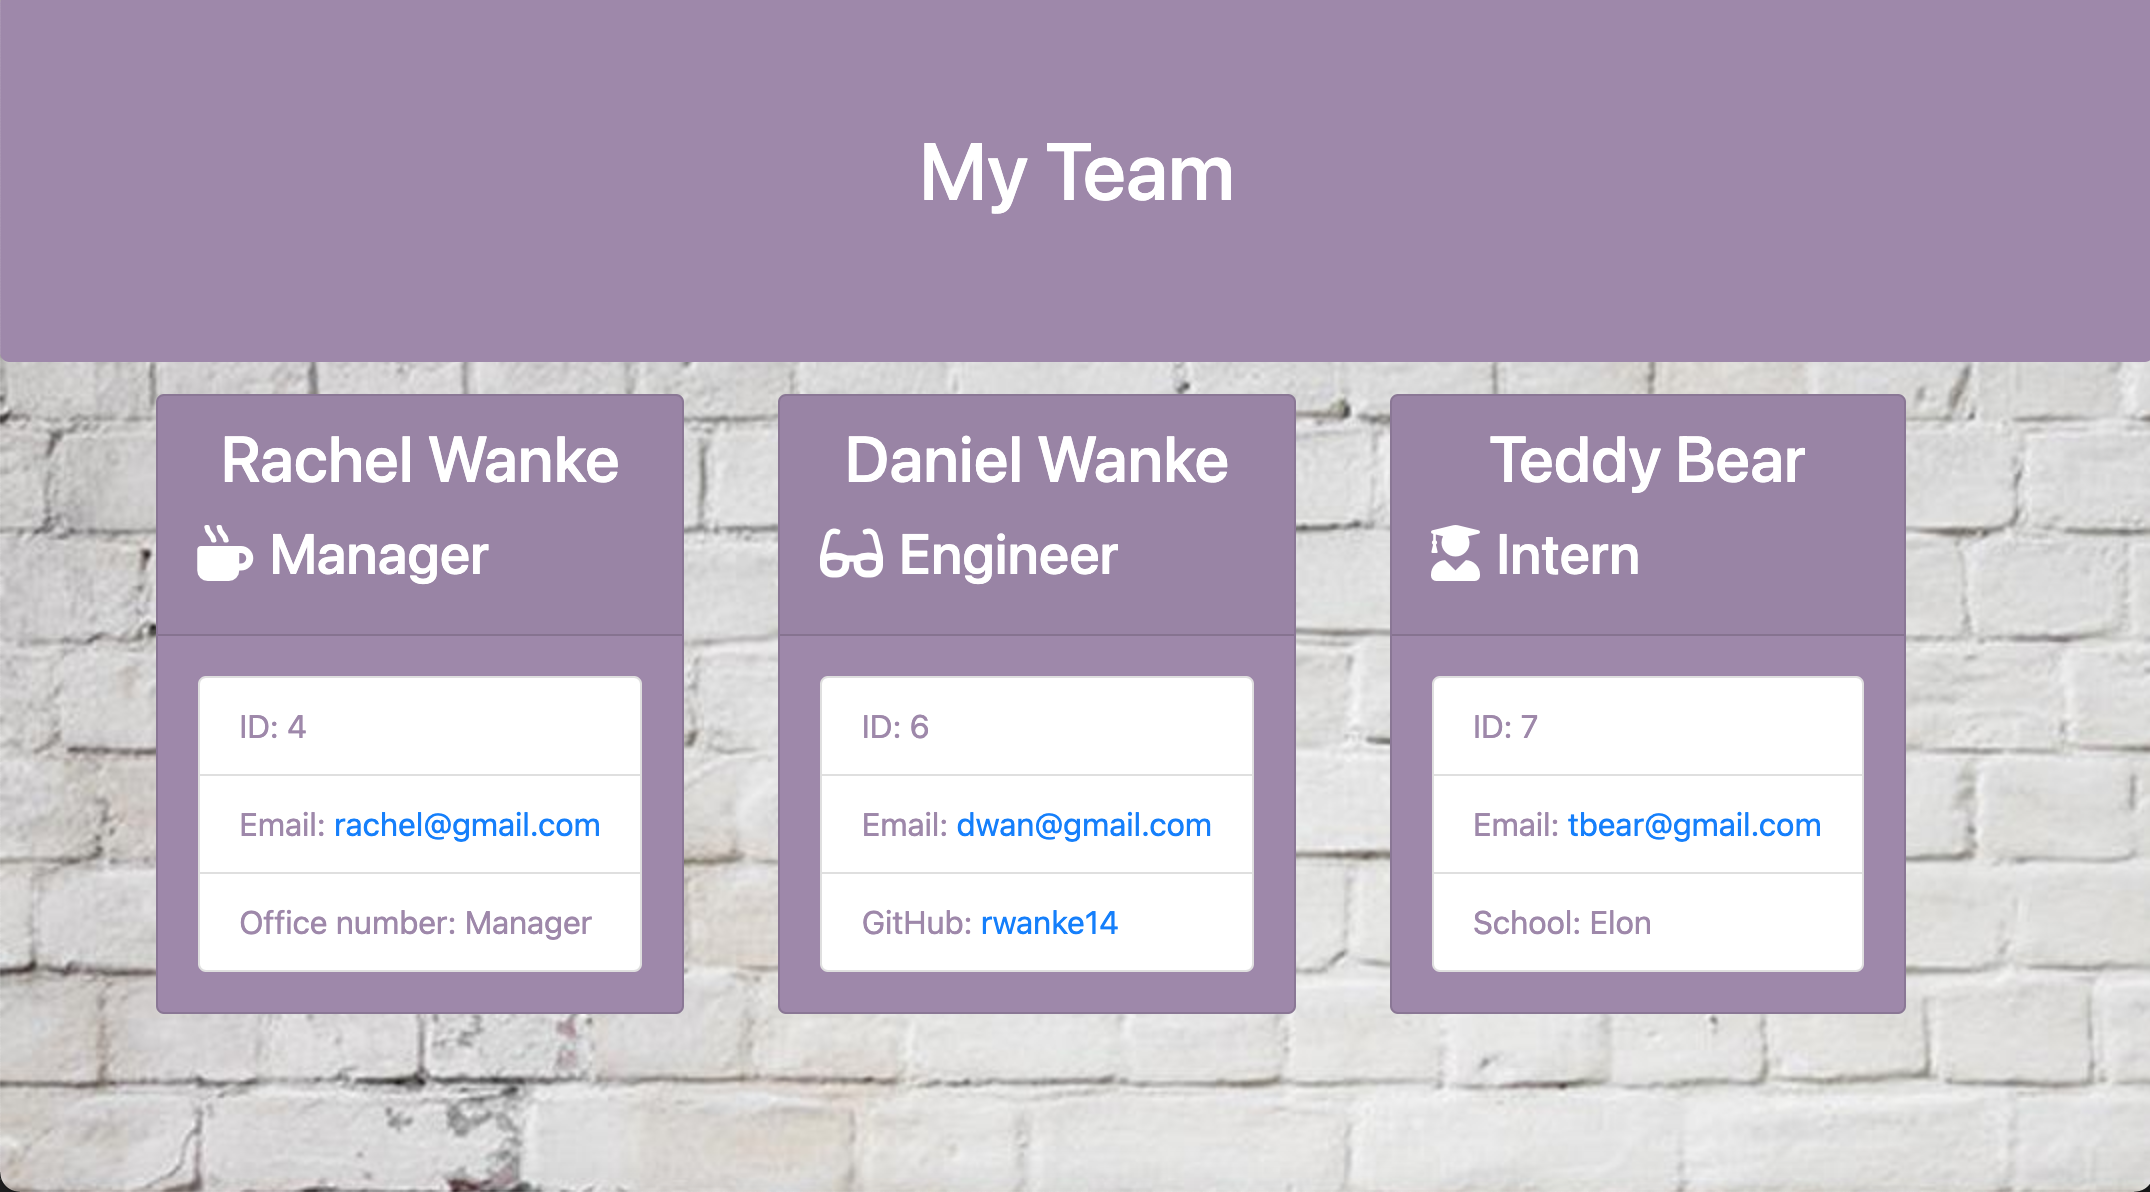 My Team
Rachel Wanke
Manager
ID: 4
Email: rachel@gmail.com
Office number: Manager
Daniel Wanke
Engineer
ID: 6
Email: dwan@gmail.com
GitHub: rwanke14
Teddy Bear
Intern
ID: 7
Email: tbear@gmail.com
School: Elon